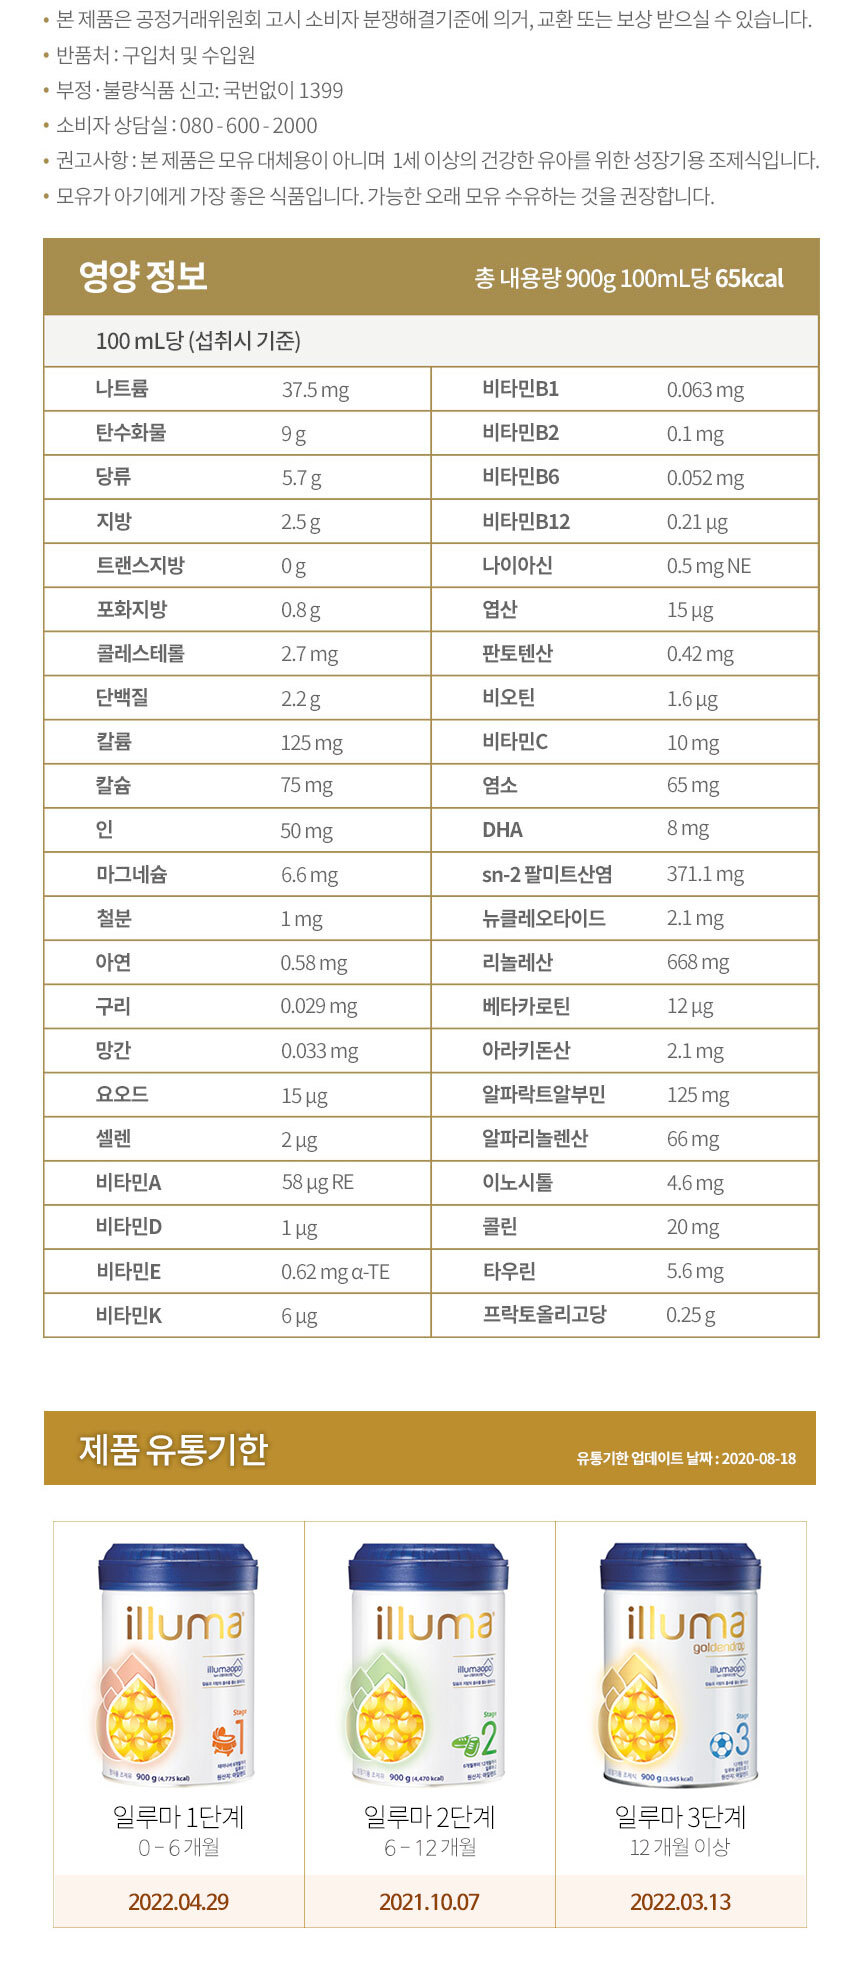 • 본 제품은 공정거래위원회 고시 소비자 분쟁해결기준에 의거, 교환 또는 보상 받으실 수 있습니다.
• 반품처 : 구입처 및 수입원
• 부정·불량식품 신고: 국번없이 1399
• 소비자 상담실 : 080 - 600 - 2000
• 권고사항 : 본 제품은 모유 대체용이 아니며 1세 이상의 건강한 유아를 위한 성장기용 조제식입니다.
• 모유가 아기에게 가장 좋은 식품입니다. 가능한 오래 모유 수유하는 것을 권장합니다.
영양 정보 총 내용량 900g 100mL당 65kcal
100 mL당 (섭취시 기준)
나트륨 37.5 mg 비타민B1 0.063 mg
탄수화물 9 g 비타민B2 0.1 mg
당류 5.7 g 비타민B6 0.052 mg
지방 2.5 g 비타민B12 0.21 µg
트랜스지방 0 g 나이아신 0.5 mg NE
포화지방 0.8 g 엽산 15 µg
콜레스테롤 2.7 mg 판토텐산 0.42 mg
단백질 2.2 g 비오틴 1.6 µg
칼륨 125 mg 비타민C 10 mg
칼슘 75 mg 염소 65 mg
인 50 mg DHA 8 mg
마그네슘 6.6 mg sn-2 팔미트산염 371.1 mg
철분 1 mg 뉴클레오타이드 2.1 mg
아연 0.58 mg 리놀레산 668 mg
구리 0.029 mg 베타카로틴 12 µg
망간 0.033 mg 아라키돈산 2.1 mg
요오드 15 µg 알파락트알부민 125 mg
셀렌 2 µg 알파리놀렌산 66 mg
비타민A 58 µg RE 이노시톨 4.6 mg
비타민D 1 µg 콜린 20 mg
비타민E 0.62 mg α-TE 타우린 5.6 mg
비타민K 6 µg 프락토올리고당 0.25 g
제품 유통기한 유통기한 업데이트 날짜 : 2020-08-18
illuma illuma illuma
goldendrop
illumaopo illumaopo illumaopo
Stage 1 Stage 2 Stage 3
900 g (4,775 kcal) 900 g (4,470 kcal) 900 g (3,945 kcal)
원산지: 아일랜드 원산지: 아일랜드 원산지: 아일랜드
일루마 1단계 일루마 2단계 일루마 3단계
0 – 6 개월 6 – 12 개월 12 개월 이상
2022.04.29 2021.10.07 2022.03.13